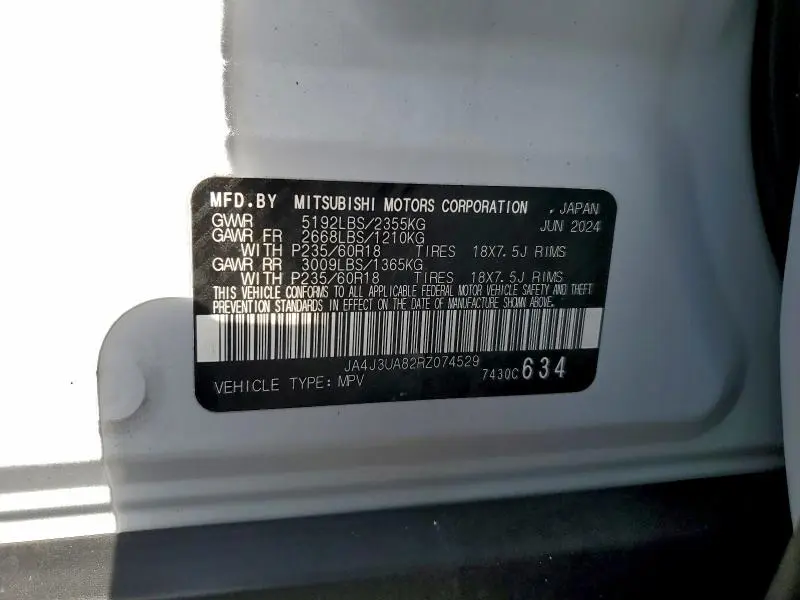 MFD.BY MITSUBISHI MOTORS CORPORATION , JAPAN
GVWR 5192LBS/2355KG JUN 2024
GAWR FR 2668LBS/1210KG
WITH P235/60R18 TIRES 18X7.5J RIMS
GAWR RR 3009LBS/1365KG
WITH P235/60R18 TIRES 18X7.5J RIMS
THIS VEHICLE CONFORMS TO ALL APPLICABLE FEDERAL MOTOR VEHICLE SAFETY AND THEFT
PREVENTION STANDARDS IN EFFECT ON THE DATE OF MANUFACTURE SHOWN ABOVE.
JA4J3UA82RZ074529
VEHICLE TYPE: MPV 7430C 634